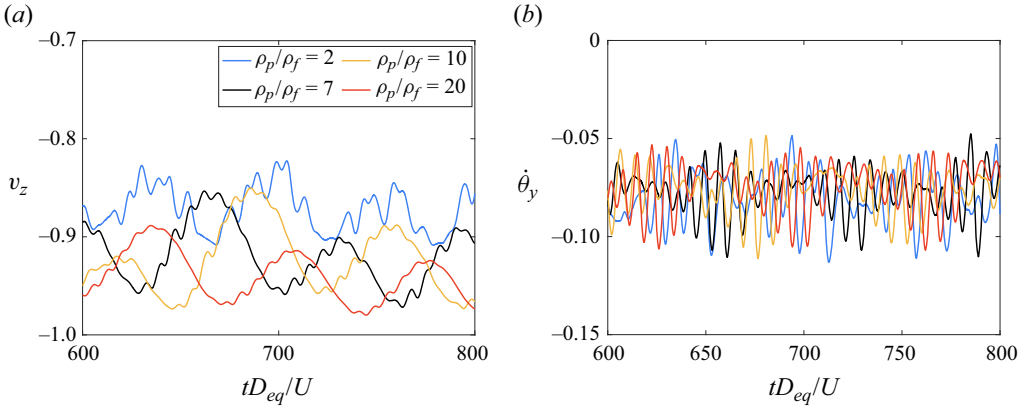 (a)
−0.7
−0.8
−0.9
−1.0
v_z
ρ_p/ρ_f = 2
ρ_p/ρ_f = 10
ρ_p/ρ_f = 7
ρ_p/ρ_f = 20
600
700
800
tD_eq/U
(b)
0
−0.05
−0.10
−0.15
θ̇_y
600
650
700
750
800
tD_eq/U